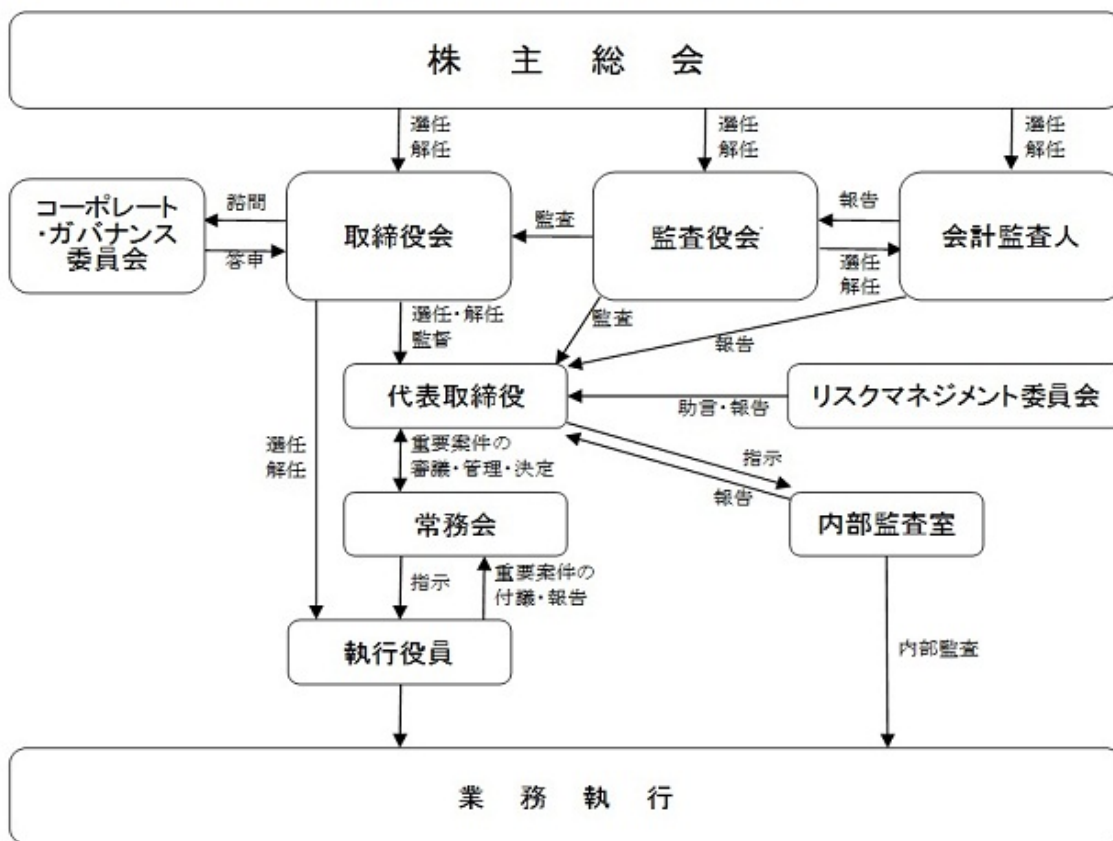 株主総会
選任
解任
選任
解任
選任
解任
コーポレート
・ガバナンス
委員会
諮問
答申
取締役会
監査
監査役会
報告
選任
解任
会計監査人
選任・解任
監督
監査
報告
代表取締役
助言・報告
リスクマネジメント委員会
選任
解任
重要案件の
審議・管理・決定
指示
報告
常務会
内部監査室
指示
重要案件の
付議・報告
執行役員
内部監査
業務執行